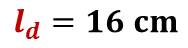 l_d = 16 cm